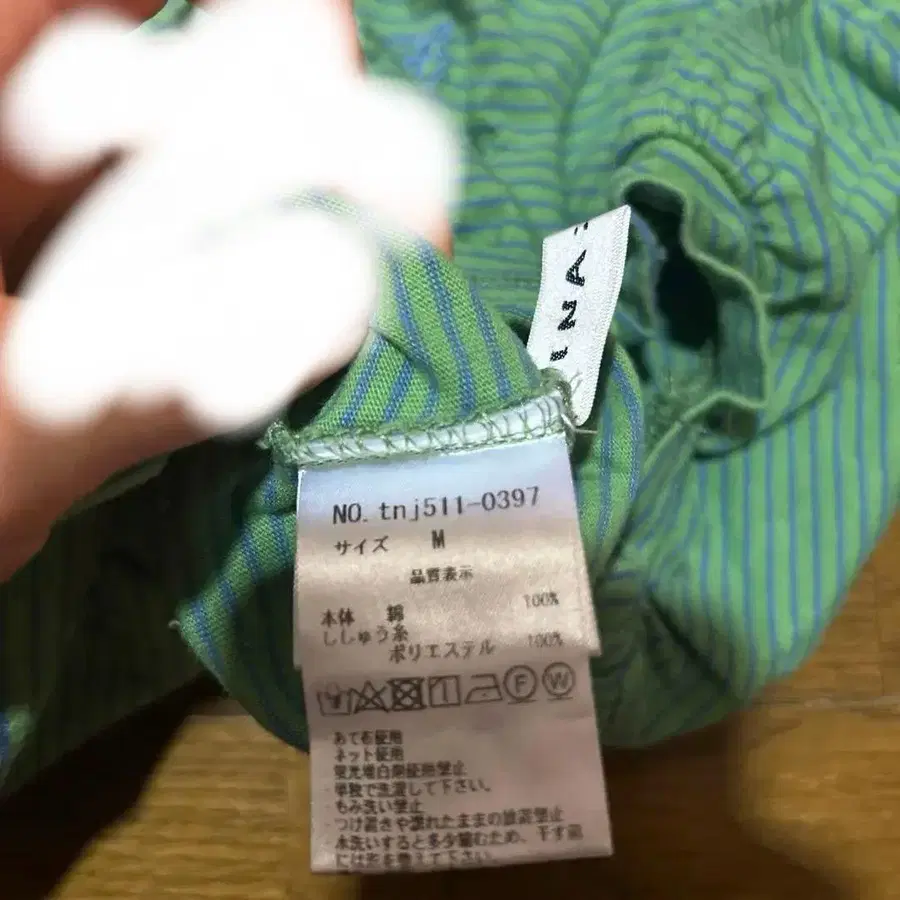 INA
NO. tnj511-0397
サイズ M
品質表示
本体 綿 100%
ししゅう糸
ポリエステル 100%
F W
あて布使用
ネット使用
蛍光増白剤使用禁止
単独で洗濯して下さい。
もみ洗い禁止
つけ置きや濡れたままの放置禁止
水洗いすると多少縮むため、干す前
には形を整えて下さい。